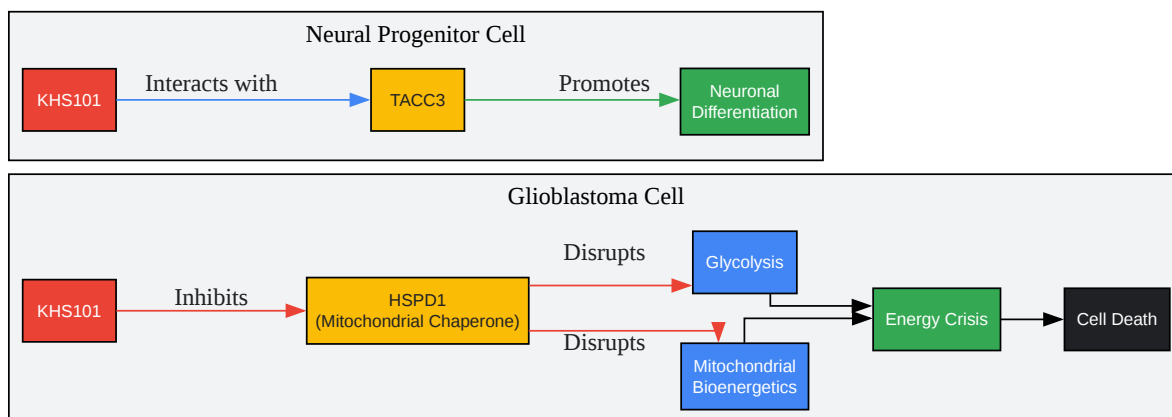 Neural Progenitor Cell
KHS101
Interacts with
TACC3
Promotes
Neuronal
Differentiation
Glioblastoma Cell
KHS101
Inhibits
HSPD1
(Mitochondrial Chaperone)
Disrupts
Glycolysis
Disrupts
Mitochondrial
Bioenergetics
Energy Crisis
Cell Death